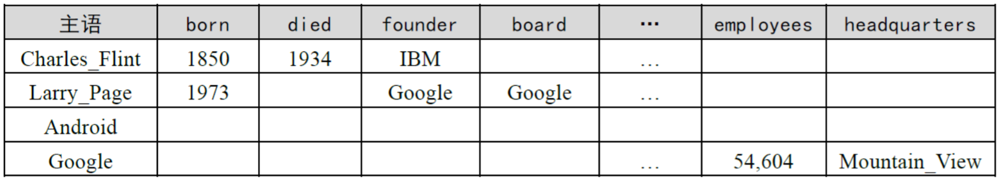 主语 born died founder board … employees headquarters
Charles_Flint 1850 1934 IBM …
Larry_Page 1973 Google Google …
Android
Google … 54,604 Mountain_View